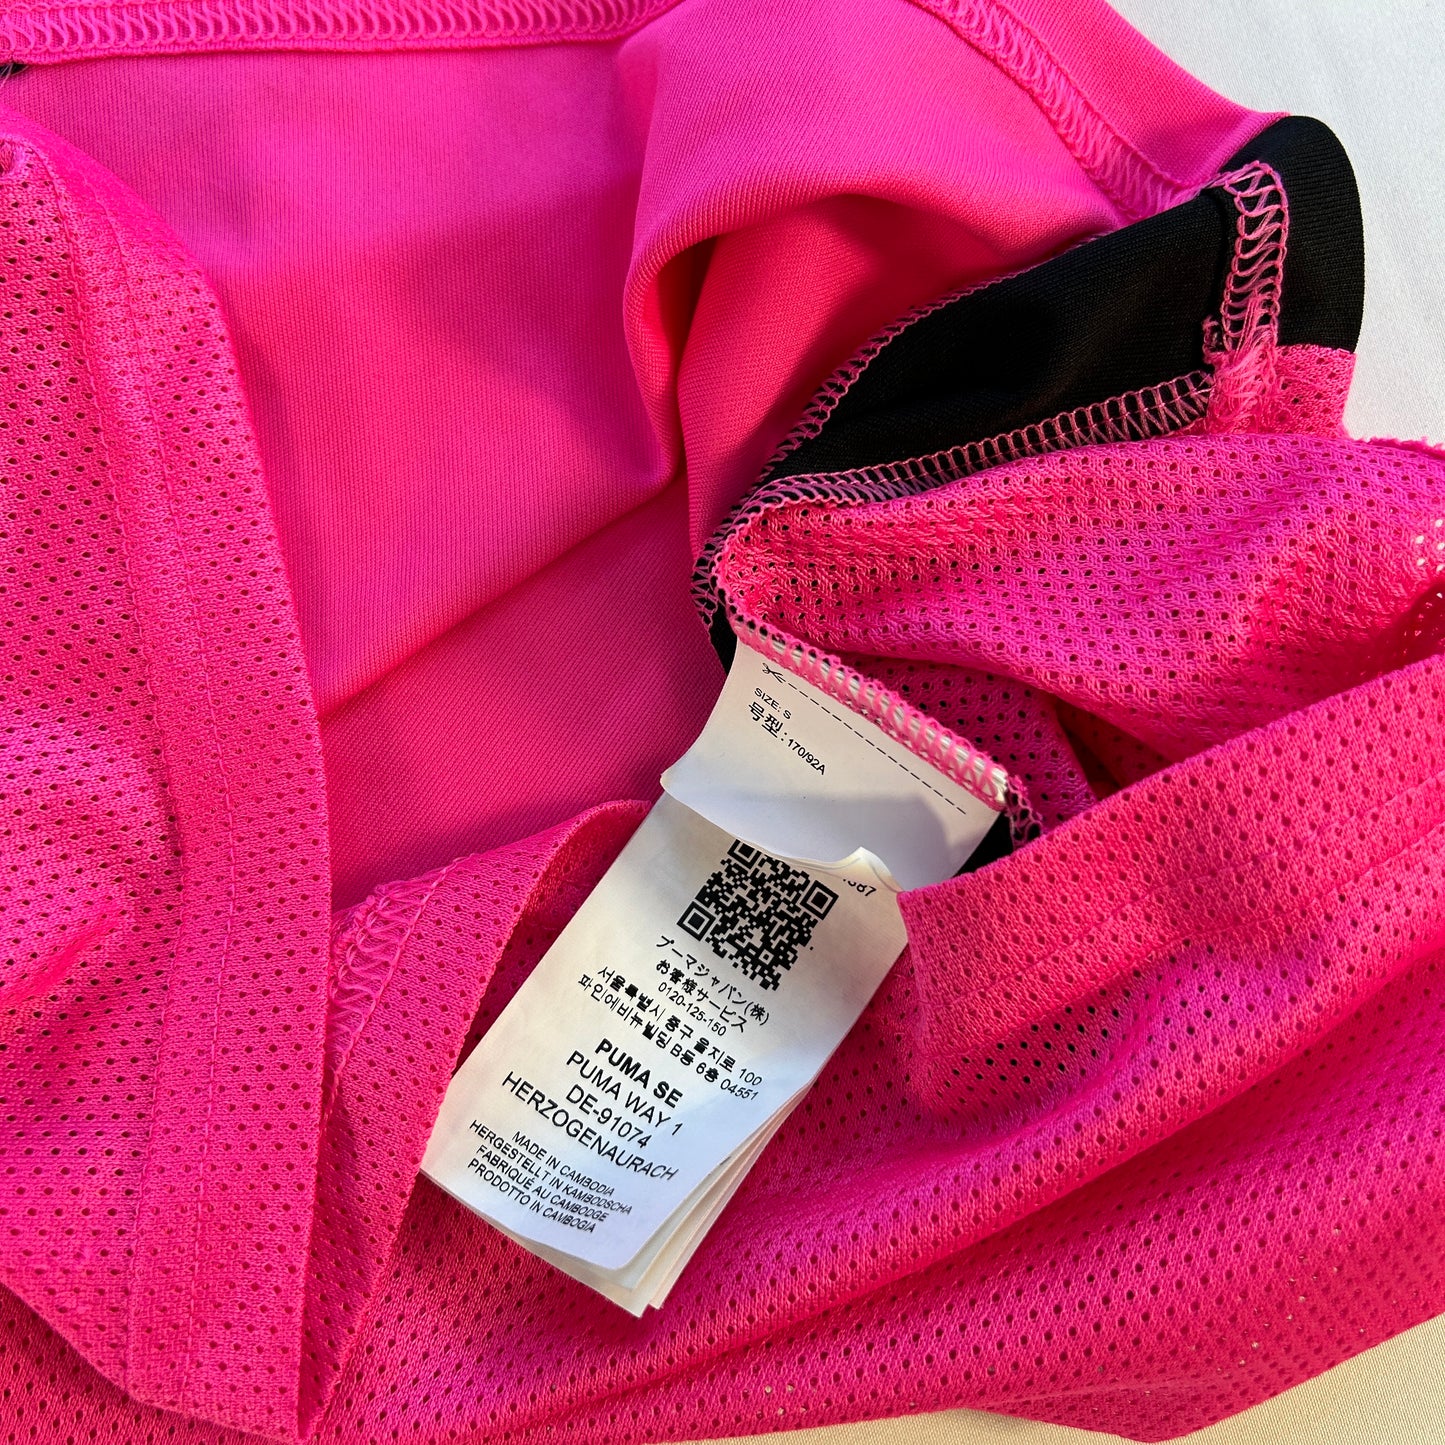 SIZE: S
号型 : 170/92A
387
プーマジャパン(株)
お客様サービス
0120-125-150
서울특별시 중구 을지로 100
파인에비뉴빌딩 B동 6층 04551
PUMA SE
PUMA WAY 1
DE-91074
HERZOGENAURACH
MADE IN CAMBODIA
HERGESTELLT IN KAMBODSCHA
FABRIQUÉ AU CAMBODGE
PRODOTTO IN CAMBOGIA